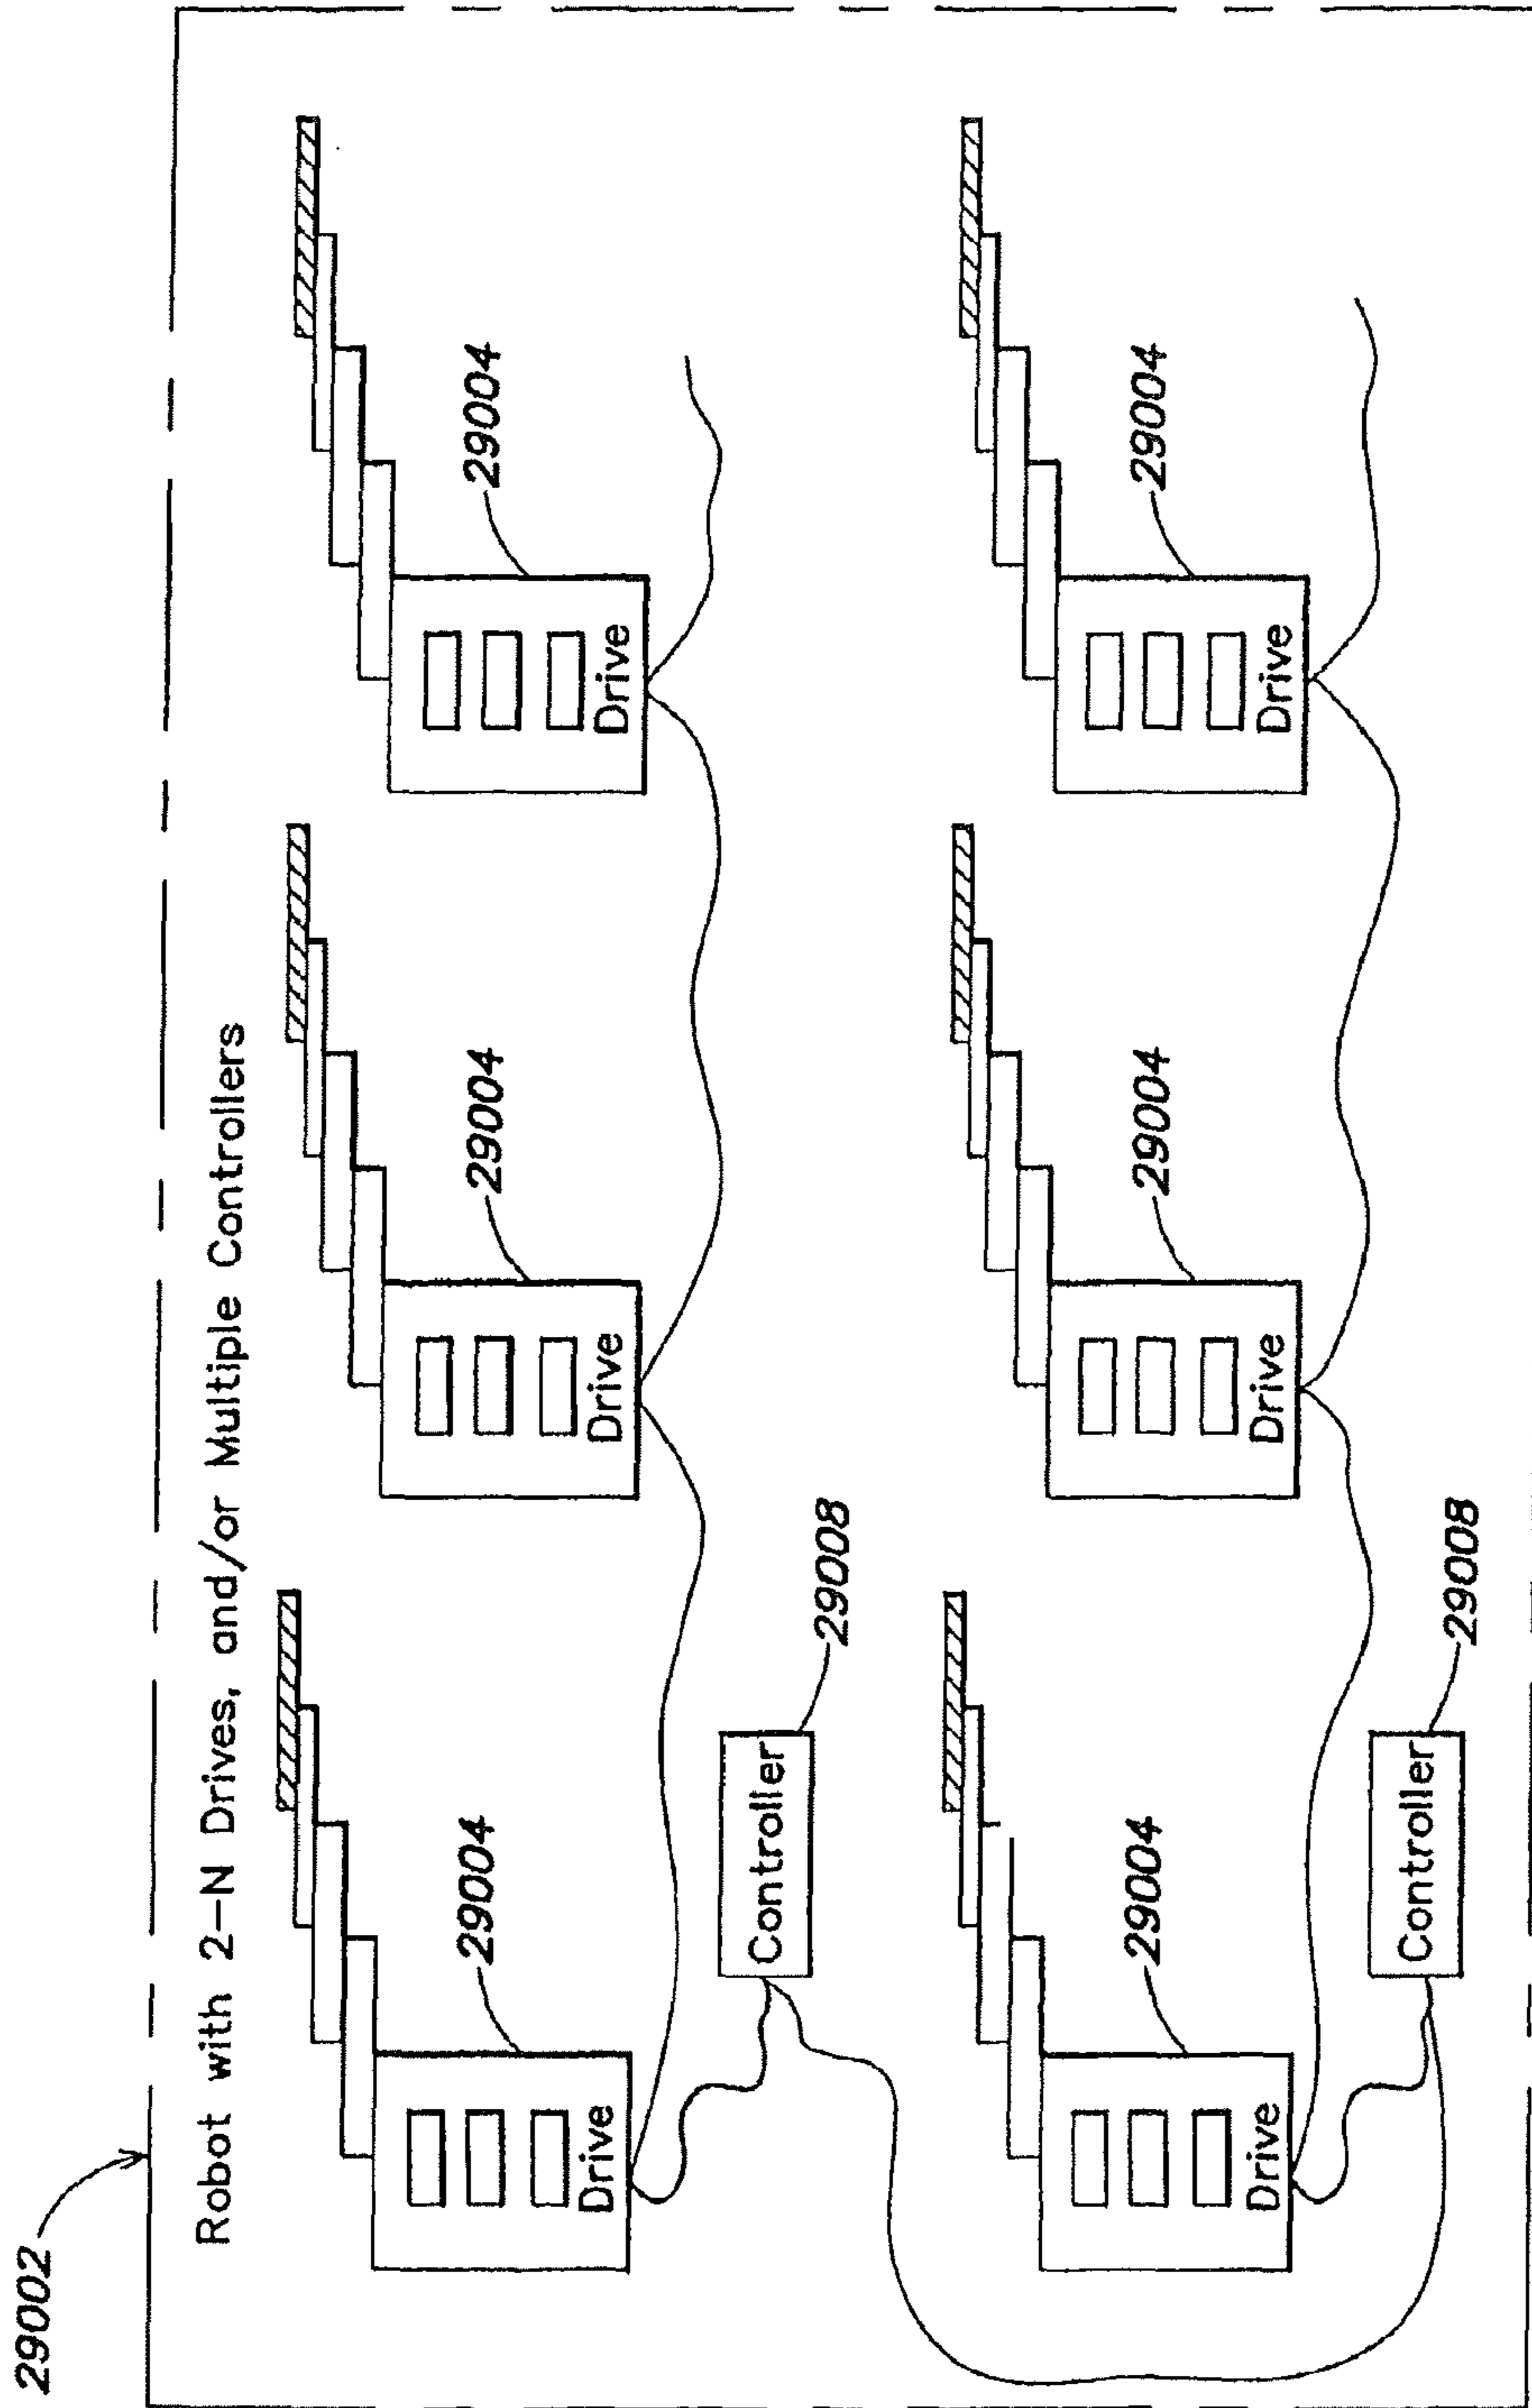 29002
Robot with 2-N Drives, and/or Multiple Controllers
29004
29004
29004
Drive
Drive
Drive
Controller
29008
29004
29004
29004
Drive
Drive
Drive
Controller
29008